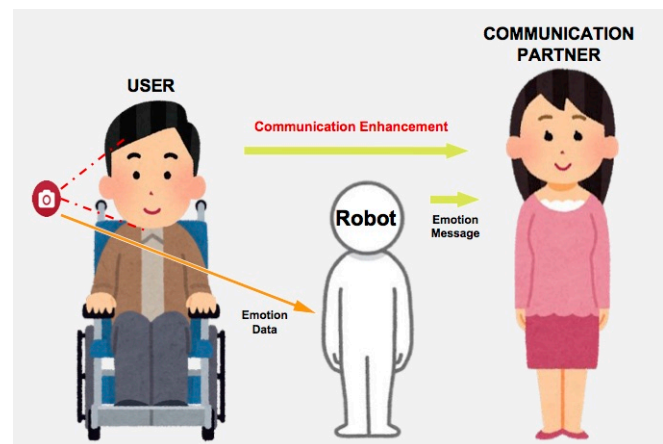 COMMUNICATION
PARTNER
USER
Communication Enhancement
Robot
Emotion
Message
Emotion
Data